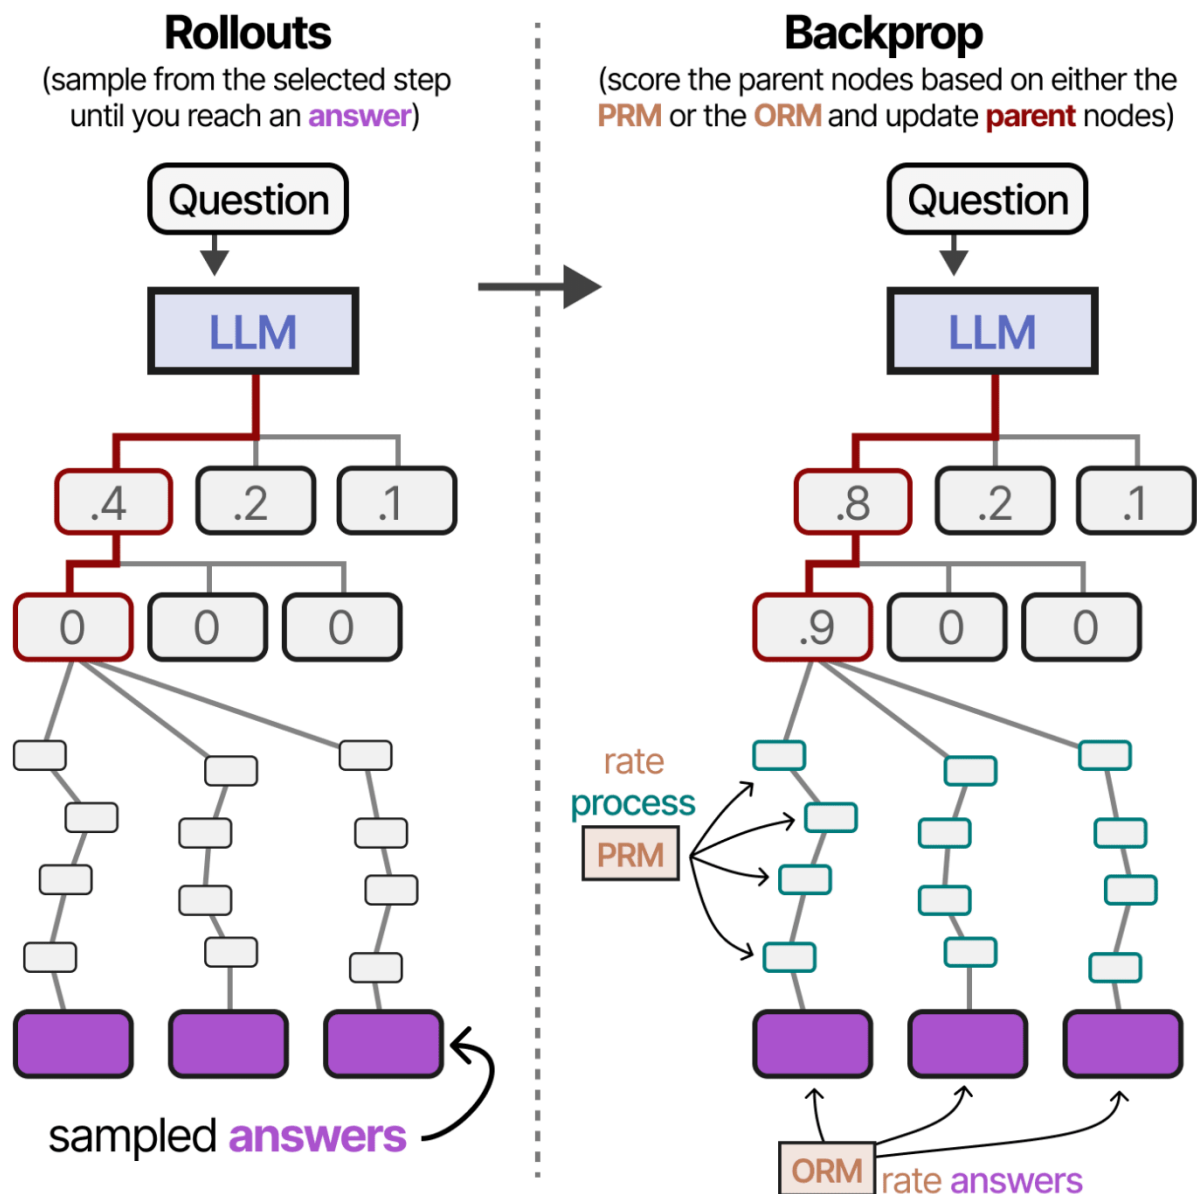 Rollouts
(sample from the selected step
until you reach an answer)
Question
LLM
.4 .2 .1
0 0 0
sampled answers
Backprop
(score the parent nodes based on either the
PRM or the ORM and update parent nodes)
Question
LLM
.8 .2 .1
.9 0 0
rate
process
PRM
ORM rate answers